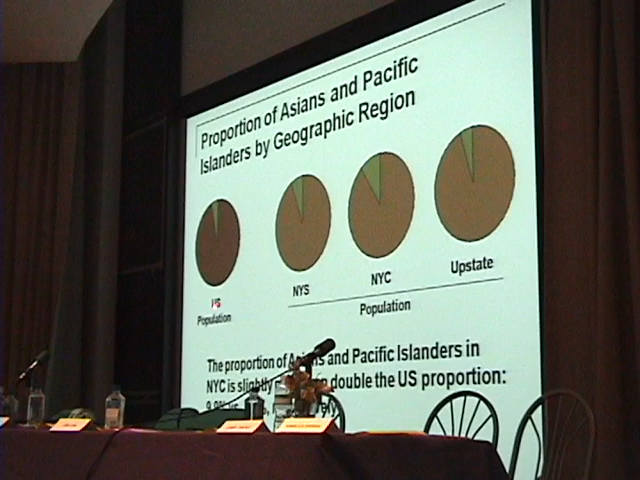 Proportion of Asians and Pacific
Islanders by Geographic Region
US
Population
NYS
NYC
Upstate
Population
The proportion of Asians and Pacific Islanders in
NYC is slightly double the US proportion: